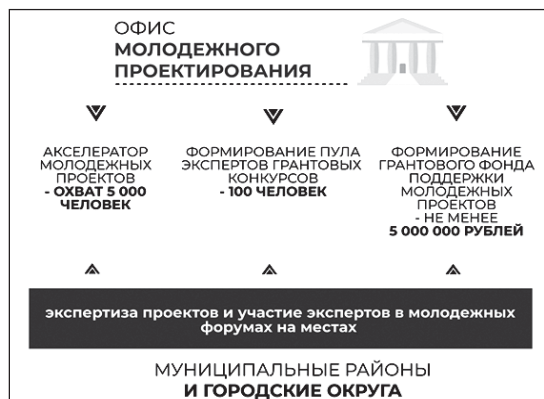 ОФИС
МОЛОДЕЖНОГО
ПРОЕКТИРОВАНИЯ
АКСЕЛЕРАТОР
МОЛОДЕЖНЫХ
ПРОЕКТОВ
- ОХВАТ 5 000
ЧЕЛОВЕК
ФОРМИРОВАНИЕ ПУЛА
ЭКСПЕРТОВ ГРАНТОВЫХ
КОНКУРСОВ
- 100 ЧЕЛОВЕК
ФОРМИРОВАНИЕ
ГРАНТОВОГО ФОНДА
ПОДДЕРЖКИ
МОЛОДЕЖНЫХ
ПРОЕКТОВ
- НЕ МЕНЕЕ
5 000 000 РУБЛЕЙ
экспертиза проектов и участие экспертов в молодежных
форумах на местах
МУНИЦИПАЛЬНЫЕ РАЙОНЫ
И ГОРОДСКИЕ ОКРУГА